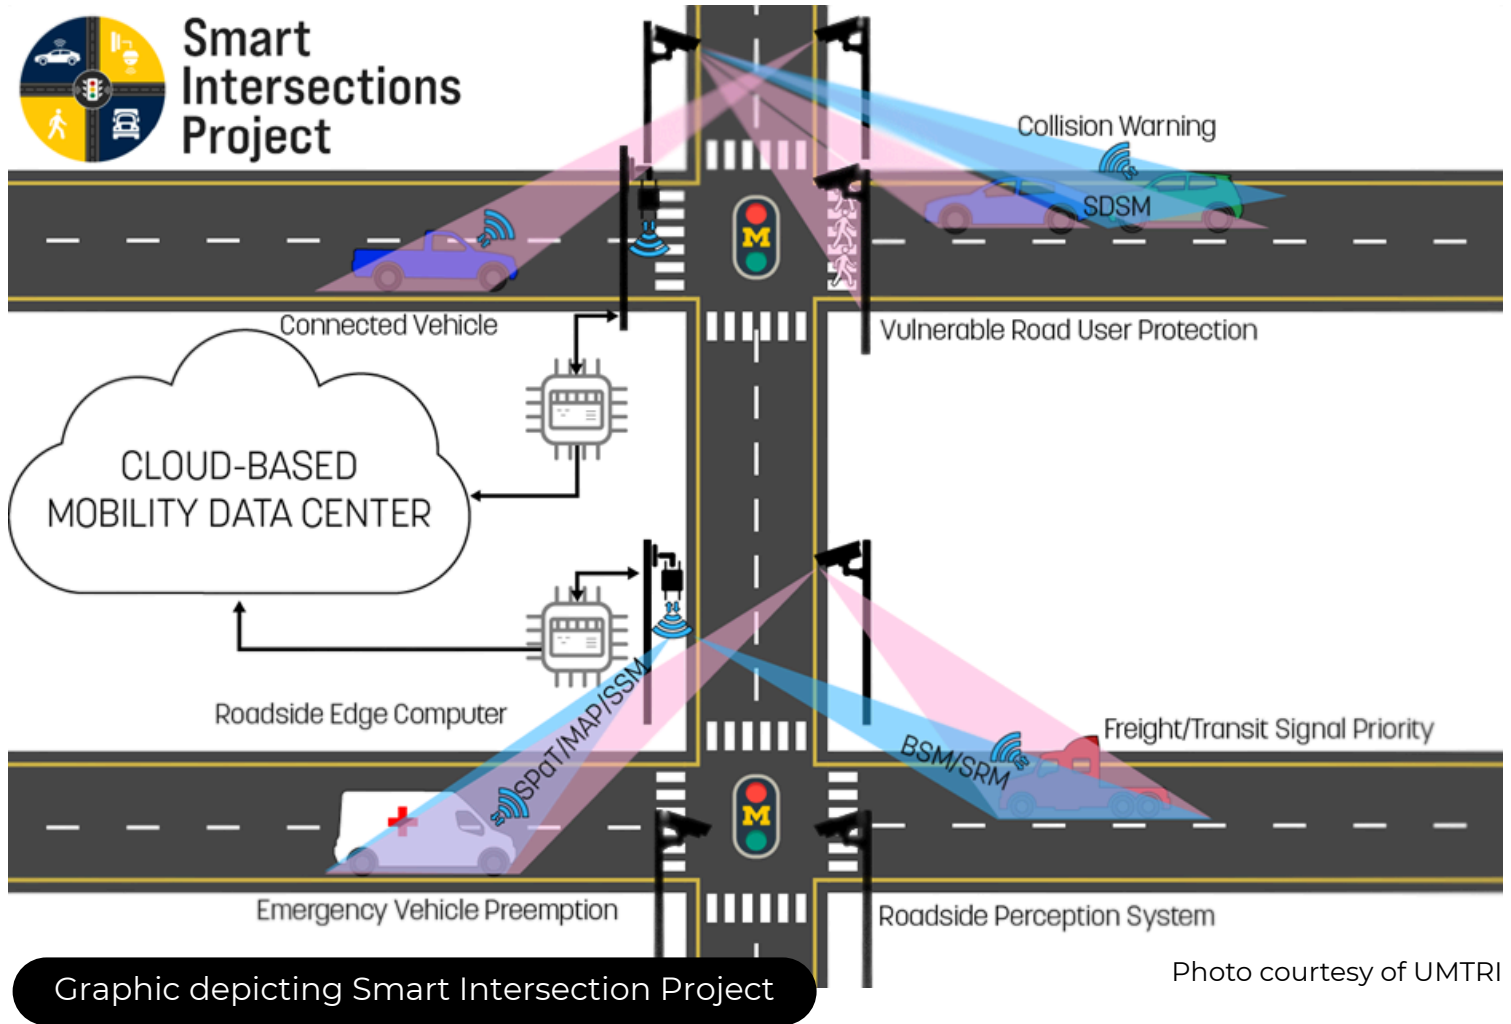 Smart
Intersections
Project
Collision Warning
SDSM
M
Connected Vehicle
Vulnerable Road User Protection
CLOUD-BASED
MOBILITY DATA CENTER
SPaT/MAP/SSM
Roadside Edge Computer
BSM/SRM
Freight/Transit Signal Priority
M
Emergency Vehicle Preemption
Roadside Perception System
Graphic depicting Smart Intersection Project
Photo courtesy of UMTRI